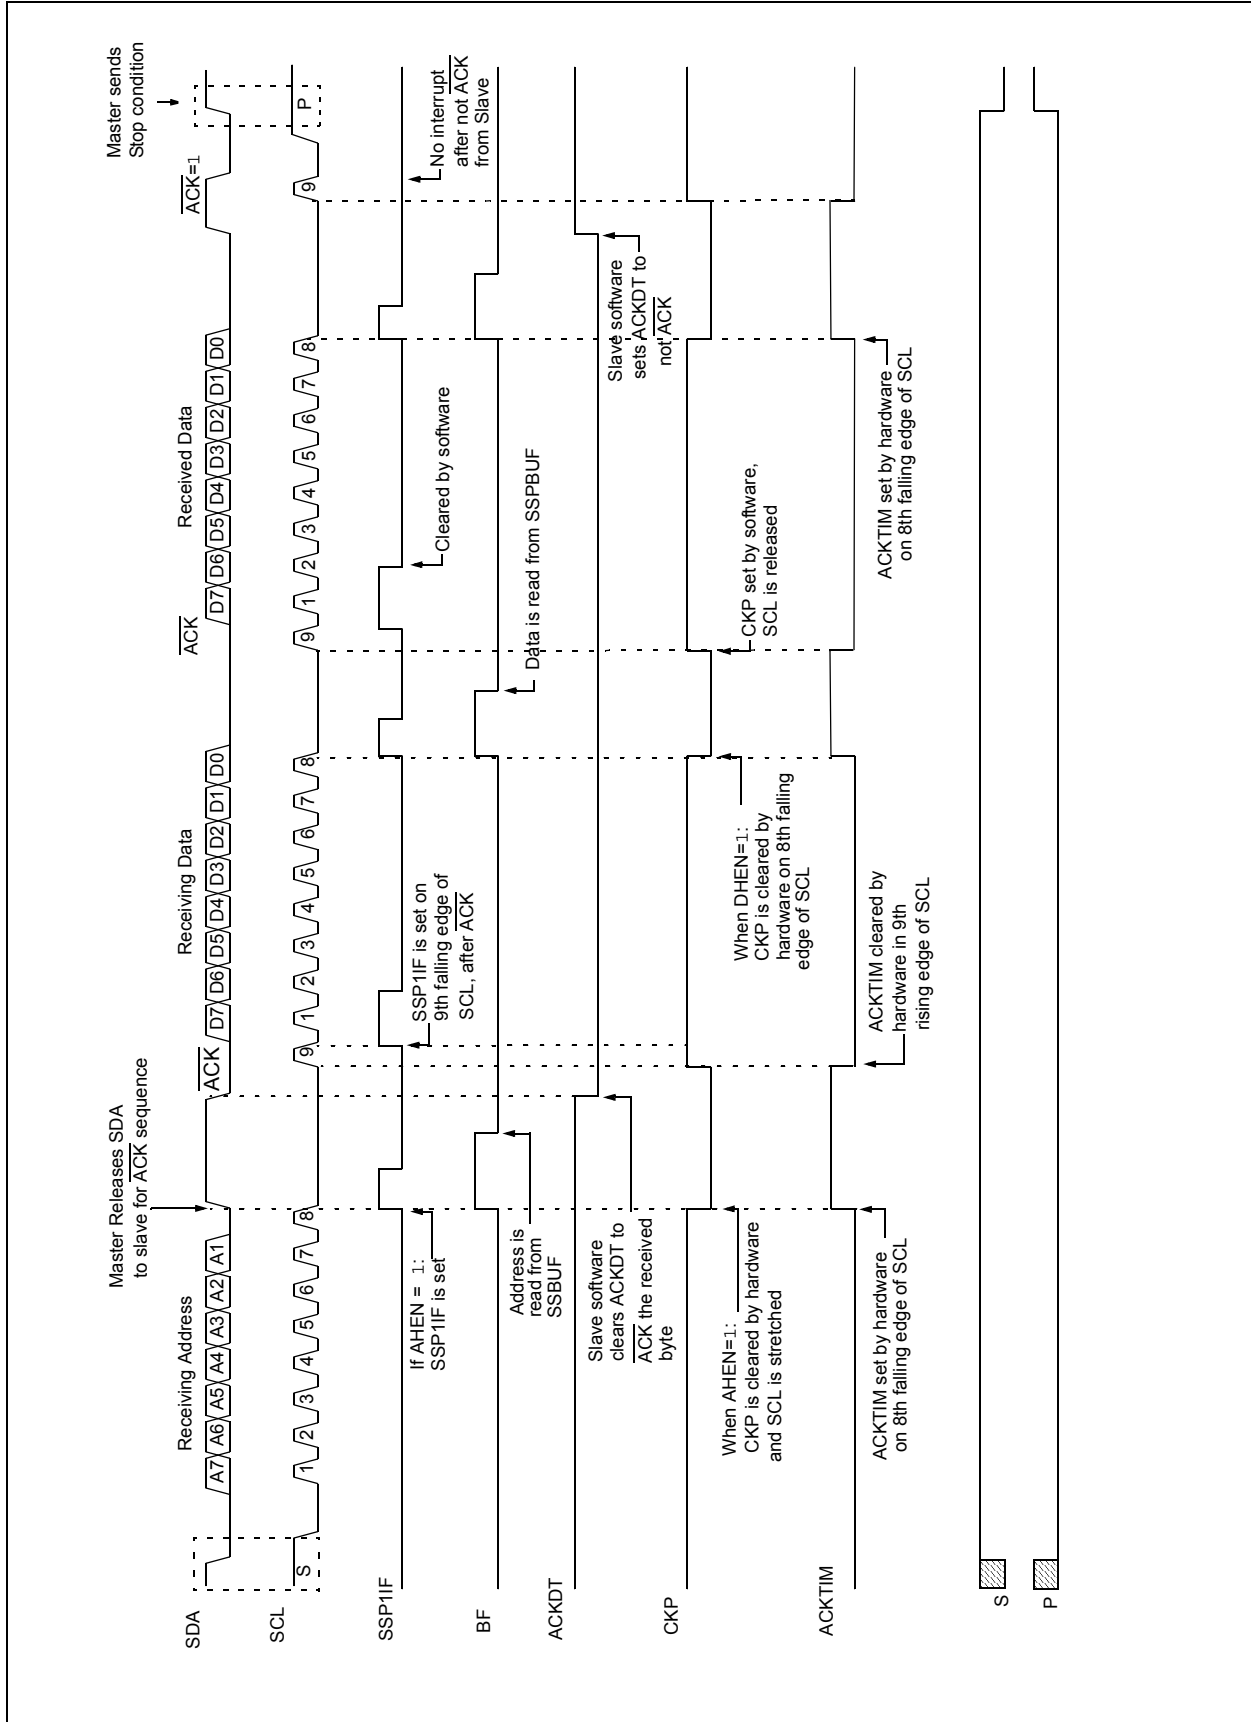 Master Releases SDA
to slave for ACK sequence
Master sends
Stop condition
Receiving Address
Receiving Data
Received Data
ACK
ACK
ACK=1
SDA
A7 A6 A5 A4 A3 A2 A1
D7 D6 D5 D4 D3 D2 D1 D0
D7 D6 D5 D4 D3 D2 D1 D0
SCL
S
1 2 3 4 5 6 7 8
9
1 2 3 4 5 6 7 8
9
1 2 3 4 5 6 7 8
9
P
SSP1IF
If AHEN = 1:
SSP1IF is set
SSP1IF is set on
9th falling edge of
SCL, after ACK
Cleared by software
No interrupt
after not ACK
from Slave
BF
Address is
read from
SSBUF
Data is read from SSPBUF
ACKDT
Slave software
clears ACKDT to
ACK the received
byte
Slave software
sets ACKDT to
not ACK
CKP
When AHEN=1:
CKP is cleared by hardware
and SCL is stretched
When DHEN=1:
CKP is cleared by
hardware on 8th falling
edge of SCL
CKP set by software,
SCL is released
ACKTIM
ACKTIM set by hardware
on 8th falling edge of SCL
ACKTIM cleared by
hardware in 9th
rising edge of SCL
ACKTIM set by hardware
on 8th falling edge of SCL
S
P